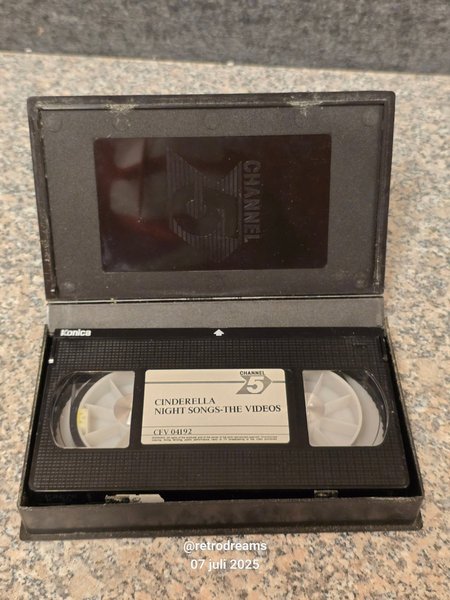 CHANNEL
5
Konica
CHANNEL
5
CINDERELLA
NIGHT SONGS-THE VIDEOS
CFV 04192
@retrodreams
07 juli 2025